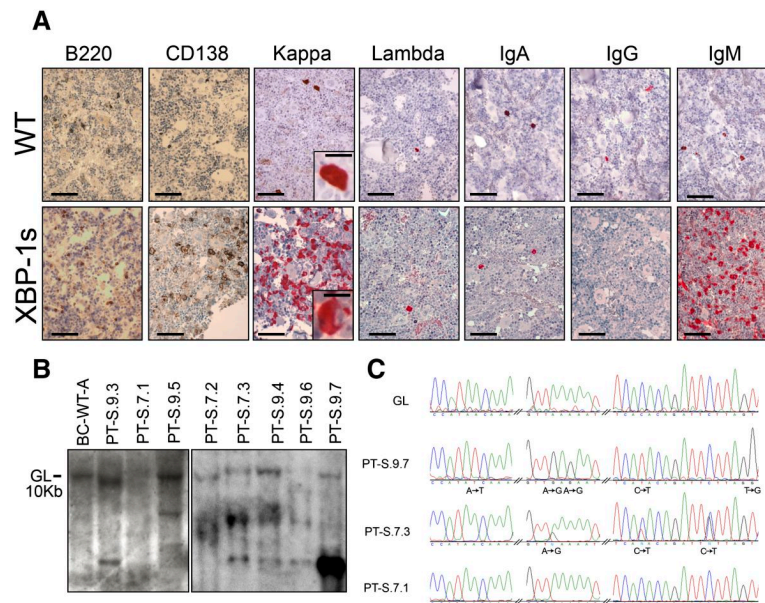 A
B220 CD138 Kappa Lambda IgA IgG IgM
WT
XBP-1s
B
BC-WT-A PT-S.9.3 PT-S.7.1 PT-S.9.5 PT-S.7.2 PT-S.7.3 PT-S.9.4 PT-S.9.6 PT-S.9.7
GL-
10Kb
C
GL
PT-S.9.7
A→T A→G A→G C→T T→G
PT-S.7.3
A→G C→T C→T
PT-S.7.1